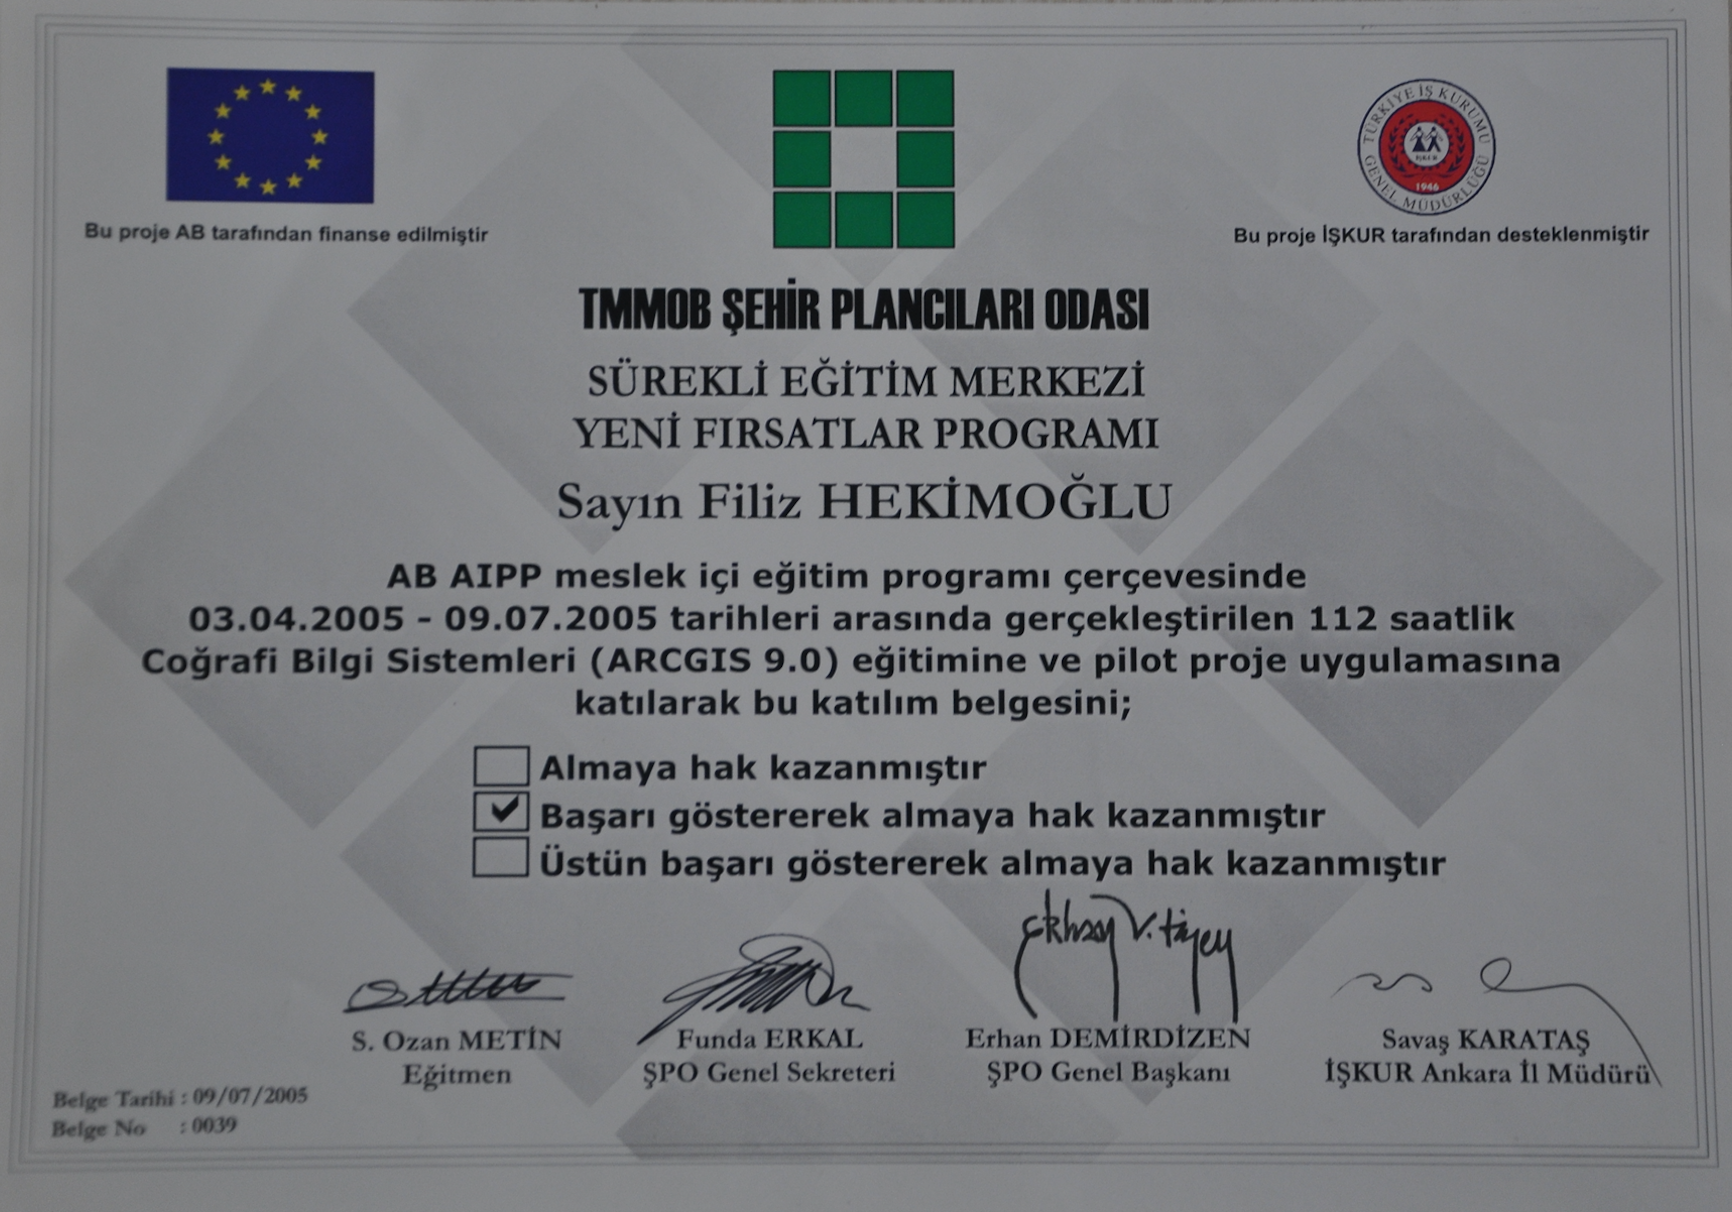 Bu proje AB tarafından finanse edilmiştir
TÜRKİYE İŞ KURUMU
GENEL MÜDÜRLÜĞÜ
İŞKUR
1946
Bu proje İŞKUR tarafından desteklenmiştir
TMMOB ŞEHİR PLANCILARI ODASI
SÜREKLİ EĞİTİM MERKEZİ
YENİ FIRSATLAR PROGRAMI
Sayın Filiz HEKİMOĞLU
AB AIPP meslek içi eğitim programı çerçevesinde
03.04.2005 - 09.07.2005 tarihleri arasında gerçekleştirilen 112 saatlik
Coğrafi Bilgi Sistemleri (ARCGIS 9.0) eğitimine ve pilot proje uygulamasına
katılarak bu katılım belgesini;
Almaya hak kazanmıştır
Başarı göstererek almaya hak kazanmıştır
Üstün başarı göstererek almaya hak kazanmıştır
S. Ozan METİN
Eğitmen
Funda ERKAL
ŞPO Genel Sekreteri
Erhan DEMİRDİZEN
ŞPO Genel Başkanı
Savaş KARATAŞ
İŞKUR Ankara İl Müdürü
Belge Tarihi : 09/07/2005
Belge No : 0039